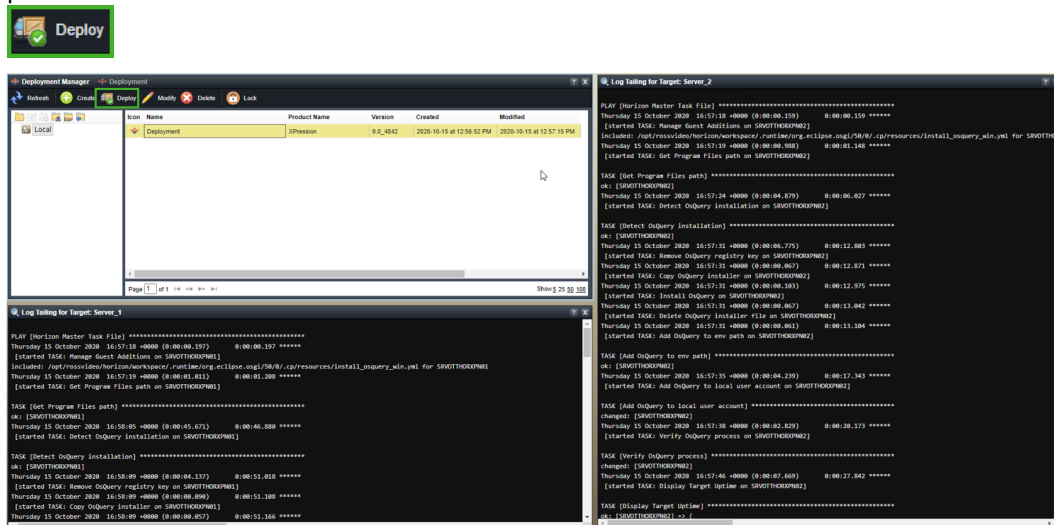 Deploy
Deployment Manager Deployment ? X
Refresh Create Deploy Modify Delete Lock
Local
Icon Name Product Name Version Created Modified
Deployment XPression 9.0_4842 2020-10-15 at 12:56:52 PM 2020-10-15 at 12:57:15 PM
Page 1 of 1 Show 5 25 50 100
Log Tailing for Target: Server_1 ? X
PLAY [Horizon Master Task File] ********************************************
Thursday 15 October 2020 16:57:18 +0000 (0:00:00.197) 0:00:00.197 ******
[started TASK: Manage Guest Additions on SRVOTTHORXPN01]
included: /opt/rossvideo/horizon/workspace/.runtime/org.eclipse.osgi/50/0/.cp/resources/install_osquery_win.yml for SRVOTTHORXPN01
Thursday 15 October 2020 16:57:19 +0000 (0:00:01.011) 0:00:01.208 ******
[started TASK: Get Program Files path on SRVOTTHORXPN01]
TASK [Get Program Files path] **********************************************
ok: [SRVOTTHORXPN01]
Thursday 15 October 2020 16:58:05 +0000 (0:00:45.671) 0:00:46.880 ******
[started TASK: Detect OsQuery installation on SRVOTTHORXPN01]
TASK [Detect OsQuery installation] *****************************************
ok: [SRVOTTHORXPN01]
Thursday 15 October 2020 16:58:09 +0000 (0:00:04.137) 0:00:51.018 ******
[started TASK: Remove OsQuery registry key on SRVOTTHORXPN01]
Thursday 15 October 2020 16:58:09 +0000 (0:00:00.090) 0:00:51.108 ******
[started TASK: Copy OsQuery installer on SRVOTTHORXPN01]
Thursday 15 October 2020 16:58:09 +0000 (0:00:00.057) 0:00:51.166 ******
Log Tailing for Target: Server_2 ?
PLAY [Horizon Master Task File] ********************************************
Thursday 15 October 2020 16:57:18 +0000 (0:00:00.159) 0:00:00.159 ******
[started TASK: Manage Guest Additions on SRVOTTHORXPN02]
included: /opt/rossvideo/horizon/workspace/.runtime/org.eclipse.osgi/50/0/.cp/resources/install_osquery_win.yml for SRVOTTHO
Thursday 15 October 2020 16:57:19 +0000 (0:00:00.988) 0:00:01.148 ******
[started TASK: Get Program Files path on SRVOTTHORXPN02]
TASK [Get Program Files path] **********************************************
ok: [SRVOTTHORXPN02]
Thursday 15 October 2020 16:57:24 +0000 (0:00:04.879) 0:00:06.027 ******
[started TASK: Detect OsQuery installation on SRVOTTHORXPN02]
TASK [Detect OsQuery installation] *****************************************
ok: [SRVOTTHORXPN02]
Thursday 15 October 2020 16:57:31 +0000 (0:00:06.775) 0:00:12.803 ******
[started TASK: Remove OsQuery registry key on SRVOTTHORXPN02]
Thursday 15 October 2020 16:57:31 +0000 (0:00:00.067) 0:00:12.871 ******
[started TASK: Copy OsQuery installer on SRVOTTHORXPN02]
Thursday 15 October 2020 16:57:31 +0000 (0:00:00.103) 0:00:12.975 ******
[started TASK: Install OsQuery on SRVOTTHORXPN02]
Thursday 15 October 2020 16:57:31 +0000 (0:00:00.067) 0:00:13.042 ******
[started TASK: Delete OsQuery installer file on SRVOTTHORXPN02]
Thursday 15 October 2020 16:57:31 +0000 (0:00:00.061) 0:00:13.104 ******
[started TASK: Add OsQuery to env path on SRVOTTHORXPN02]
TASK [Add OsQuery to env path] *********************************************
ok: [SRVOTTHORXPN02]
Thursday 15 October 2020 16:57:35 +0000 (0:00:04.239) 0:00:17.343 ******
[started TASK: Add OsQuery to local user account on SRVOTTHORXPN02]
TASK [Add OsQuery to local user account] ***********************************
changed: [SRVOTTHORXPN02]
Thursday 15 October 2020 16:57:38 +0000 (0:00:02.829) 0:00:20.173 ******
[started TASK: Verify OsQuery process on SRVOTTHORXPN02]
TASK [Verify OsQuery process] **********************************************
changed: [SRVOTTHORXPN02]
Thursday 15 October 2020 16:57:46 +0000 (0:00:07.669) 0:00:27.842 ******
[started TASK: Display Target Uptime on SRVOTTHORXPN02]
TASK [Display Target Uptime] ***********************************************
ok: [SRVOTTHORXPN02] => {